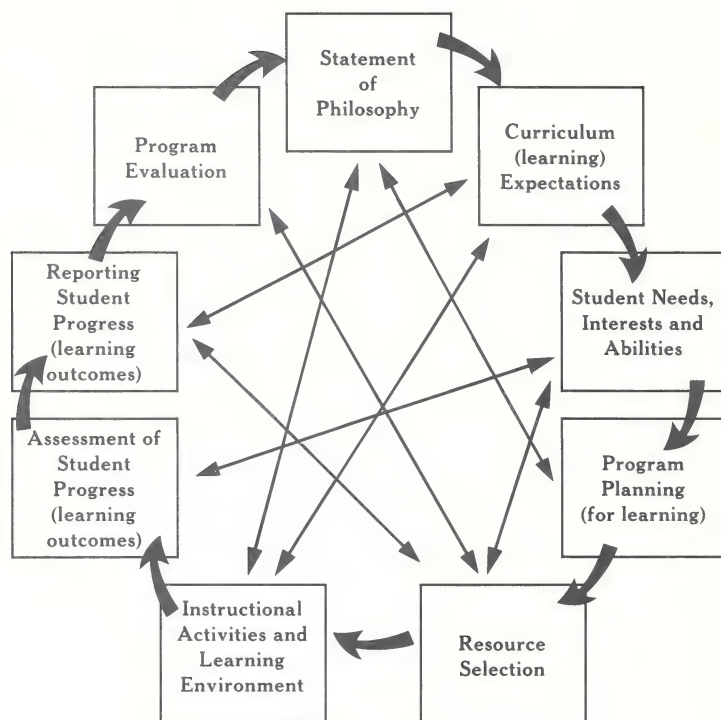 Statement
of
Philosophy
Curriculum
(learning)
Expectations
Student Needs,
Interests and
Abilities
Program
Planning
(for learning)
Resource
Selection
Instructional
Activities and
Learning
Environment
Assessment of
Student
Progress
(learning
outcomes)
Reporting
Student
Progress
(learning
outcomes)
Program
Evaluation